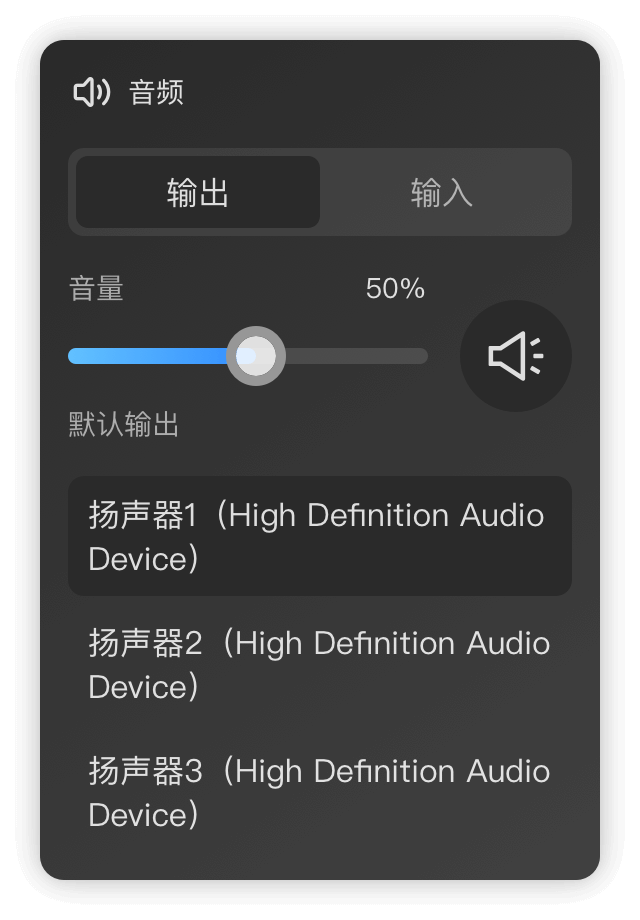 音频
输出
输入
音量
50%
默认输出
扬声器1（High Definition Audio
Device）
扬声器2（High Definition Audio
Device）
扬声器3（High Definition Audio
Device）